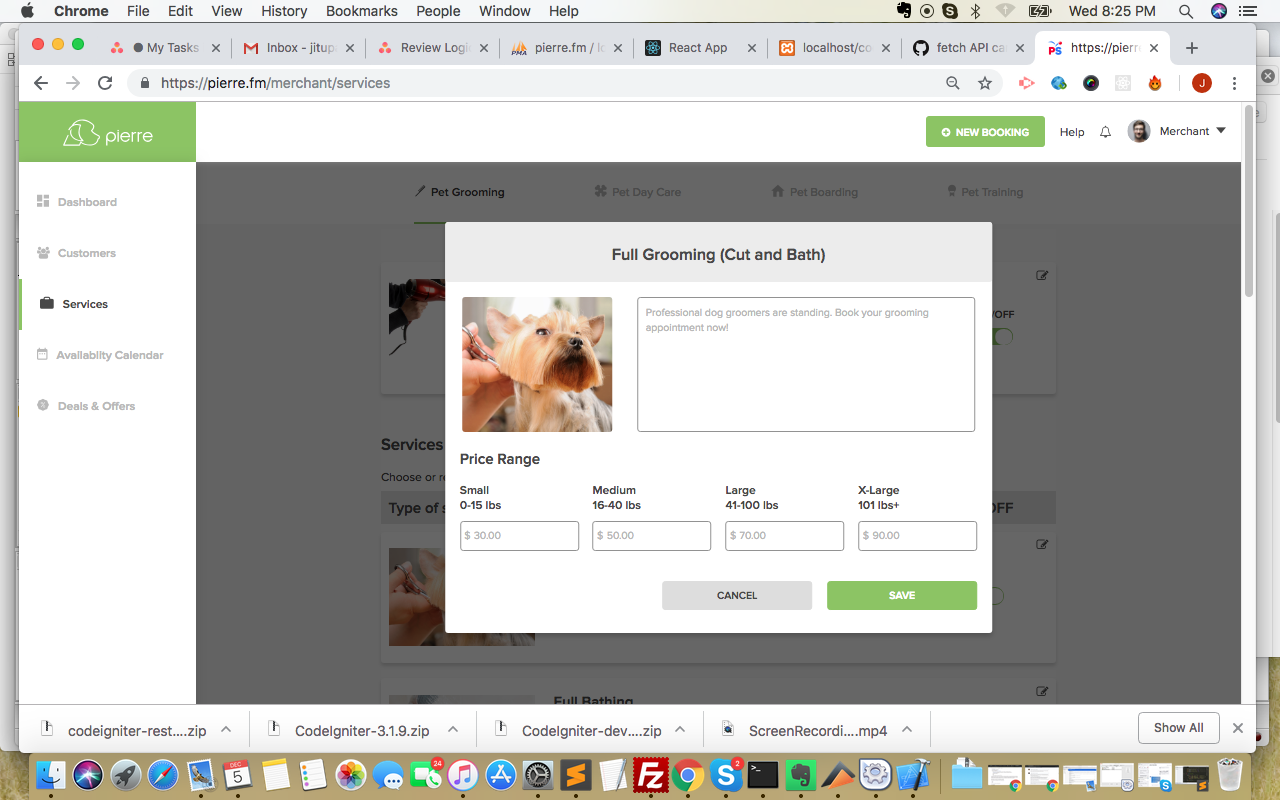 Chrome File Edit View History Bookmarks People Window Help Wed 8:25 PM
My Tasks Inbox - jitup Review Logi pierre.fm / lo React App localhost/co fetch API ca https://pierre
https://pierre.fm/merchant/services J
pierre
NEW BOOKING Help Merchant
Dashboard
Customers
Services
Availablity Calendar
Deals & Offers
Pet Grooming Pet Day Care Pet Boarding Pet Training
/OFF
Full Grooming (Cut and Bath)
Professional dog groomers are standing. Book your grooming
appointment now!
Services
Choose or re
Type of s OFF
Price Range
Small Medium Large X-Large
0-15 lbs 16-40 lbs 41-100 lbs 101 lbs+
$ 30.00 $ 50.00 $ 70.00 $ 90.00
CANCEL SAVE
Full Bathing
codeigniter-rest....zip CodeIgniter-3.1.9.zip CodeIgniter-dev....zip ScreenRecordi....mp4 Show All
DEC
5
24
2